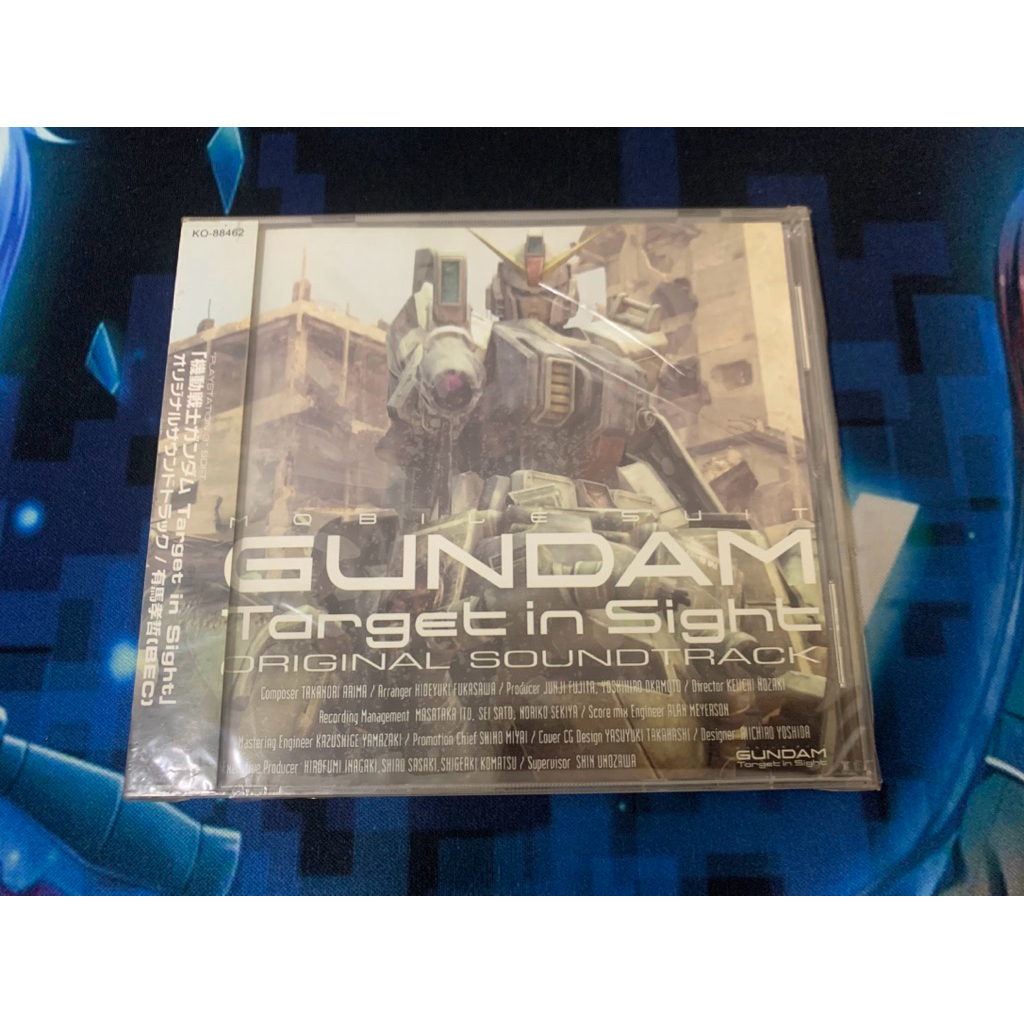 KO-88462
「機動戦士ガンダム Target in Sight」
オリジナルサウンドトラック / 有馬孝哲(BEC)
MOBILE SUIT
GUNDAM
Target in Sight
ORIGINAL SOUNDTRACK
Composer TAKANORI ARIMA / Arranger HIDEYUKI FUKASAWA / Producer JUNJI FUJITA, YOSHIHIRO OKAMOTO / Director KEIICHI NOZAKI
Recording Management MASATAKA ITO, SEI SATO, NORIKO SEKIYA / Score mix Engineer ALAN MEYERSON
Mastering Engineer KAZUSHIGE YAMAZAKI / Promotion Chief SHIHO MIYAI / Cover CG Design YASUYUKI TAKAHASHI / Designer MICHIRO YOSHIDA
Producer HIROFUMI INAGAKI, SHIRO SASAKI, SHIGEAKI KOMATSU / Supervisor SHIN UNOZAWA
GUNDAM
Target in Sight